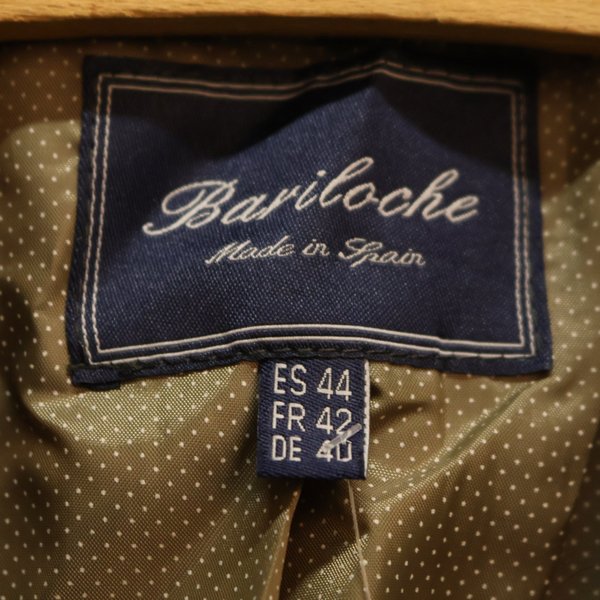 Bariloche
Made in Spain
ES 44
FR 42
DE 40